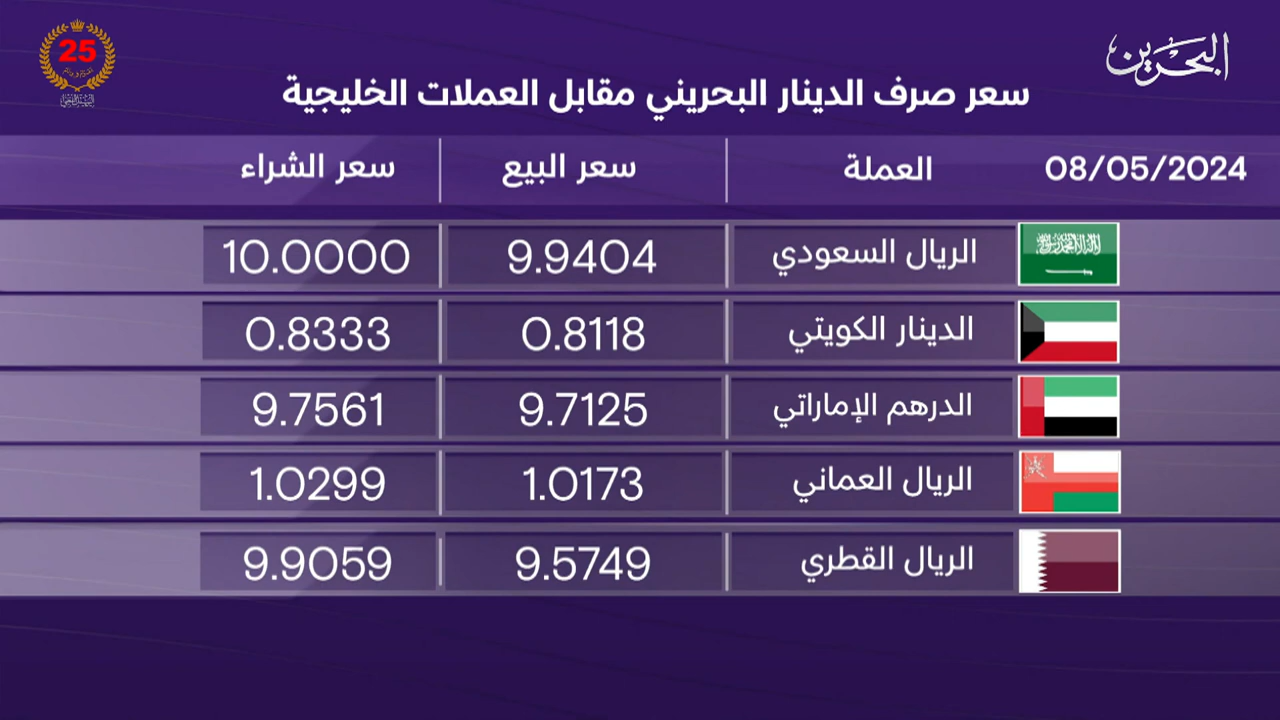 البحرين
25
سعر صرف الدينار البحريني مقابل العملات الخليجية
08/05/2024 العملة سعر البيع سعر الشراء
الريال السعودي 9.9404 10.0000
الدينار الكويتي 0.8118 0.8333
الدرهم الإماراتي 9.7125 9.7561
الريال العماني 1.0173 1.0299
الريال القطري 9.5749 9.9059